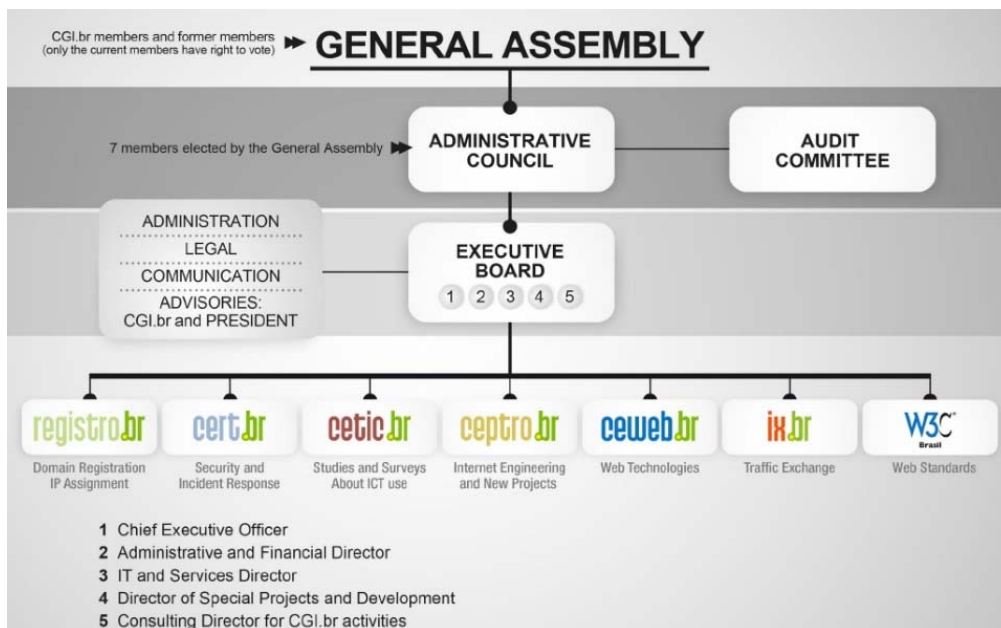 CGI.br members and former members
(only the current members have right to vote)
GENERAL ASSEMBLY
7 members elected by the General Assembly
ADMINISTRATIVE
COUNCIL
AUDIT
COMMITTEE
ADMINISTRATION
LEGAL
COMMUNICATION
ADVISORIES:
CGI.br and PRESIDENT
EXECUTIVE
BOARD
1 2 3 4 5
registro.br
Domain Registration
IP Assignment
cert.br
Security and
Incident Response
cetic.br
Studies and Surveys
About ICT use
ceptro.br
Internet Engineering
and New Projects
ceweb.br
Web Technologies
ix.br
Traffic Exchange
W3C®
Brasil
Web Standards
1 Chief Executive Officer
2 Administrative and Financial Director
3 IT and Services Director
4 Director of Special Projects and Development
5 Consulting Director for CGI.br activities